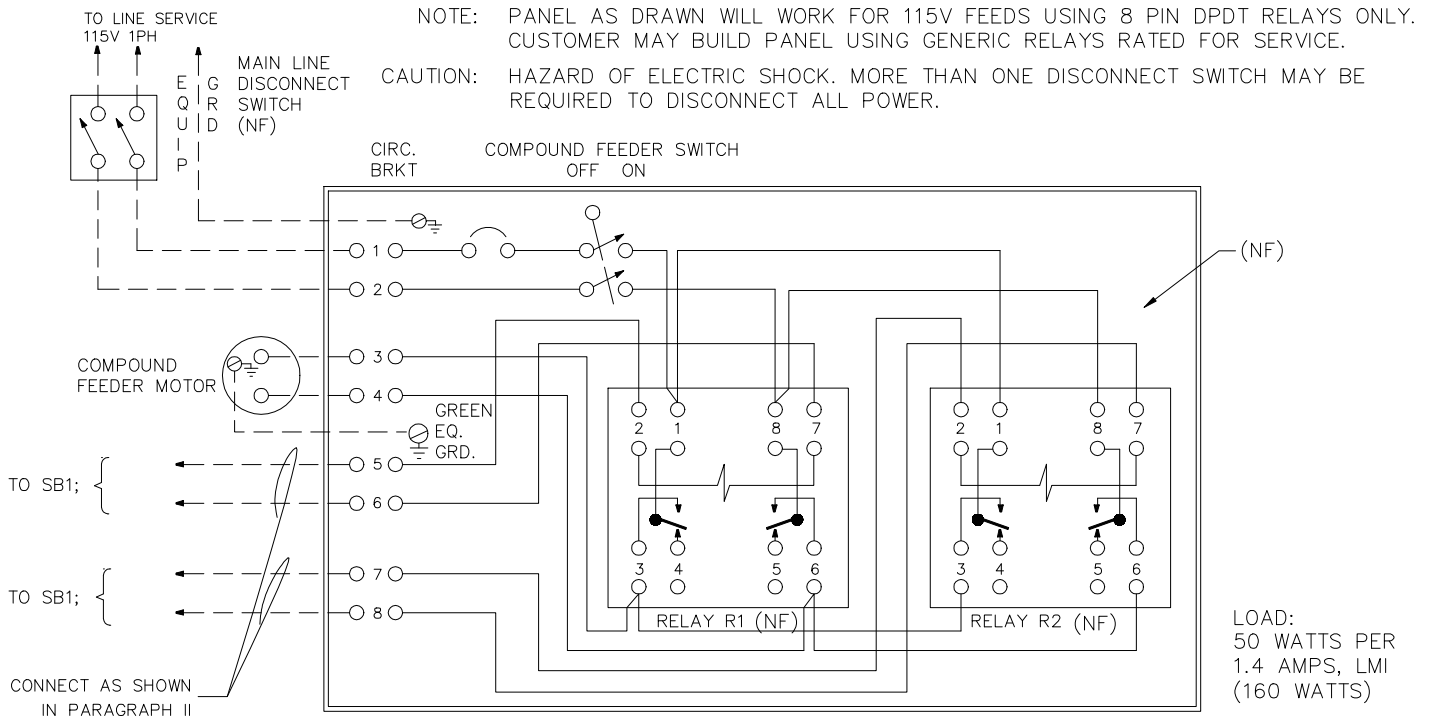 TO LINE SERVICE
115V 1PH
NOTE: PANEL AS DRAWN WILL WORK FOR 115V FEEDS USING 8 PIN DPDT RELAYS ONLY.
CUSTOMER MAY BUILD PANEL USING GENERIC RELAYS RATED FOR SERVICE.
CAUTION: HAZARD OF ELECTRIC SHOCK. MORE THAN ONE DISCONNECT SWITCH MAY BE
REQUIRED TO DISCONNECT ALL POWER.
EQUIP
GRD
MAIN LINE
DISCONNECT
SWITCH
(NF)
CIRC.
BRKT
COMPOUND FEEDER SWITCH
OFF ON
1
2
(NF)
3
4
COMPOUND
FEEDER MOTOR
GREEN
EQ.
GRD.
5
6
TO SB1;
7
8
TO SB1;
2 1 8 7
3 4 5 6
RELAY R1 (NF)
2 1 8 7
3 4 5 6
RELAY R2 (NF)
LOAD:
50 WATTS PER
1.4 AMPS, LMI
(160 WATTS)
CONNECT AS SHOWN
IN PARAGRAPH II